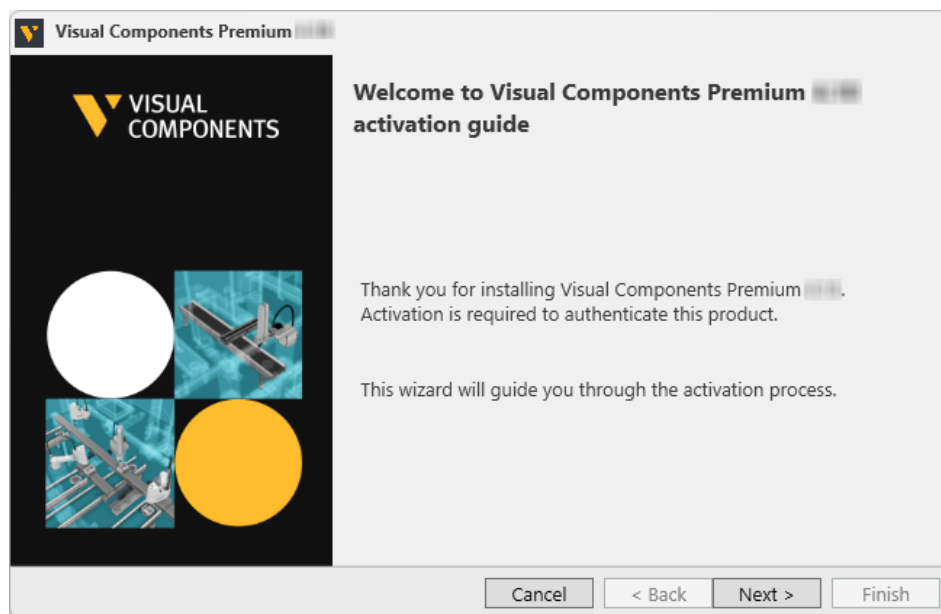 Visual Components Premium
VISUAL
COMPONENTS
Welcome to Visual Components Premium
activation guide
Thank you for installing Visual Components Premium .
Activation is required to authenticate this product.
This wizard will guide you through the activation process.
Cancel
< Back
Next >
Finish